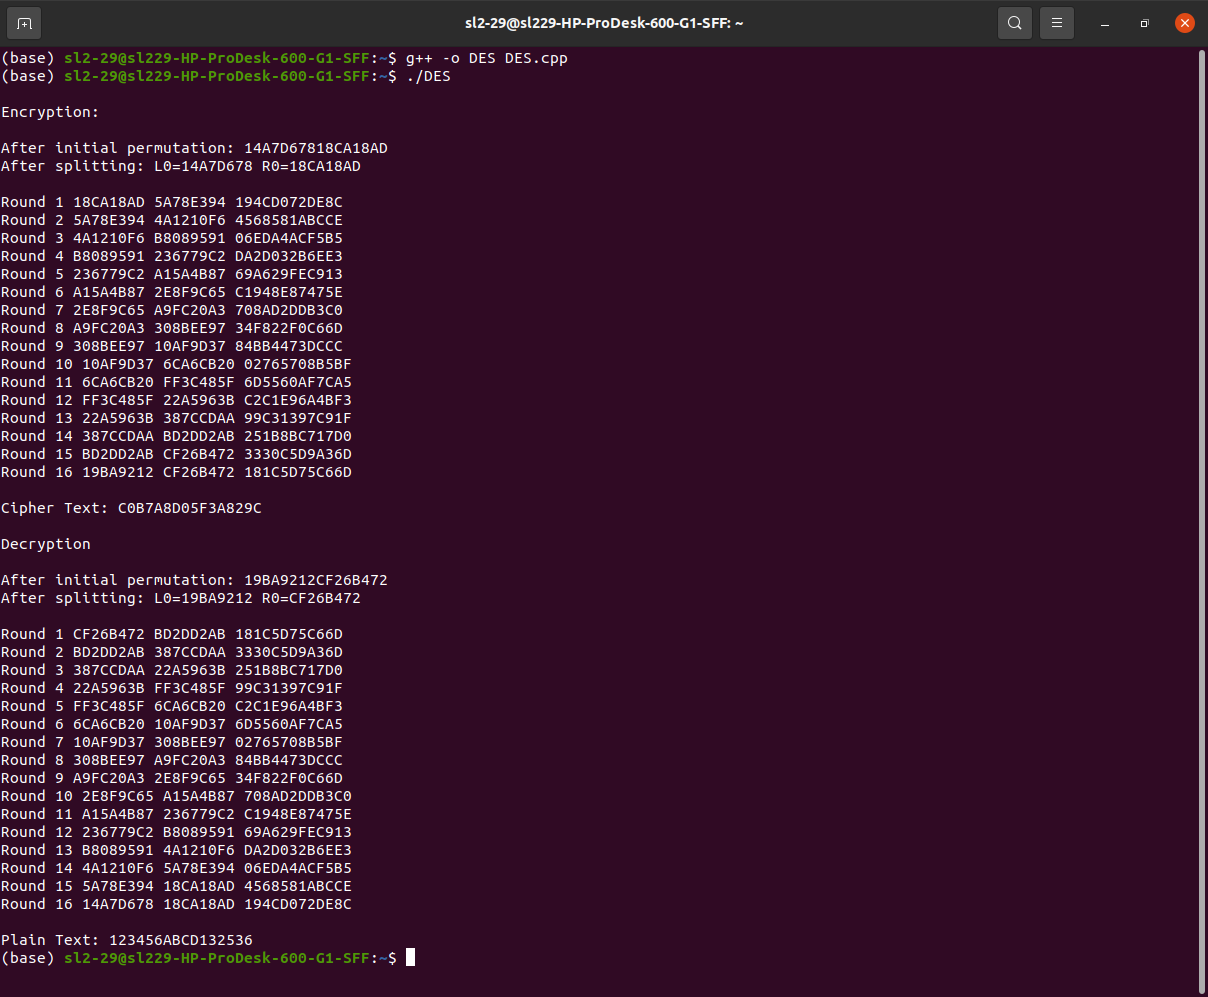 sl2-29@sl229-HP-ProDesk-600-G1-SFF: ~
(base) sl2-29@sl229-HP-ProDesk-600-G1-SFF:~$ g++ -o DES DES.cpp
(base) sl2-29@sl229-HP-ProDesk-600-G1-SFF:~$ ./DES
Encryption:
After initial permutation: 14A7D67818CA18AD
After splitting: L0=14A7D678 R0=18CA18AD
Round 1 18CA18AD 5A78E394 194CD072DE8C
Round 2 5A78E394 4A1210F6 4568581ABCCE
Round 3 4A1210F6 B8089591 06EDA4ACF5B5
Round 4 B8089591 236779C2 DA2D032B6EE3
Round 5 236779C2 A15A4B87 69A629FEC913
Round 6 A15A4B87 2E8F9C65 C1948E87475E
Round 7 2E8F9C65 A9FC20A3 708AD2DDB3C0
Round 8 A9FC20A3 308BEE97 34F822F0C66D
Round 9 308BEE97 10AF9D37 84BB4473DCCC
Round 10 10AF9D37 6CA6CB20 02765708B5BF
Round 11 6CA6CB20 FF3C485F 6D5560AF7CA5
Round 12 FF3C485F 22A5963B C2C1E96A4BF3
Round 13 22A5963B 387CCDAA 99C31397C91F
Round 14 387CCDAA BD2DD2AB 251B8BC717D0
Round 15 BD2DD2AB CF26B472 3330C5D9A36D
Round 16 19BA9212 CF26B472 181C5D75C66D
Cipher Text: C0B7A8D05F3A829C
Decryption
After initial permutation: 19BA9212CF26B472
After splitting: L0=19BA9212 R0=CF26B472
Round 1 CF26B472 BD2DD2AB 181C5D75C66D
Round 2 BD2DD2AB 387CCDAA 3330C5D9A36D
Round 3 387CCDAA 22A5963B 251B8BC717D0
Round 4 22A5963B FF3C485F 99C31397C91F
Round 5 FF3C485F 6CA6CB20 C2C1E96A4BF3
Round 6 6CA6CB20 10AF9D37 6D5560AF7CA5
Round 7 10AF9D37 308BEE97 02765708B5BF
Round 8 308BEE97 A9FC20A3 84BB4473DCCC
Round 9 A9FC20A3 2E8F9C65 34F822F0C66D
Round 10 2E8F9C65 A15A4B87 708AD2DDB3C0
Round 11 A15A4B87 236779C2 C1948E87475E
Round 12 236779C2 B8089591 69A629FEC913
Round 13 B8089591 4A1210F6 DA2D032B6EE3
Round 14 4A1210F6 5A78E394 06EDA4ACF5B5
Round 15 5A78E394 18CA18AD 4568581ABCCE
Round 16 14A7D678 18CA18AD 194CD072DE8C
Plain Text: 123456ABCD132536
(base) sl2-29@sl229-HP-ProDesk-600-G1-SFF:~$